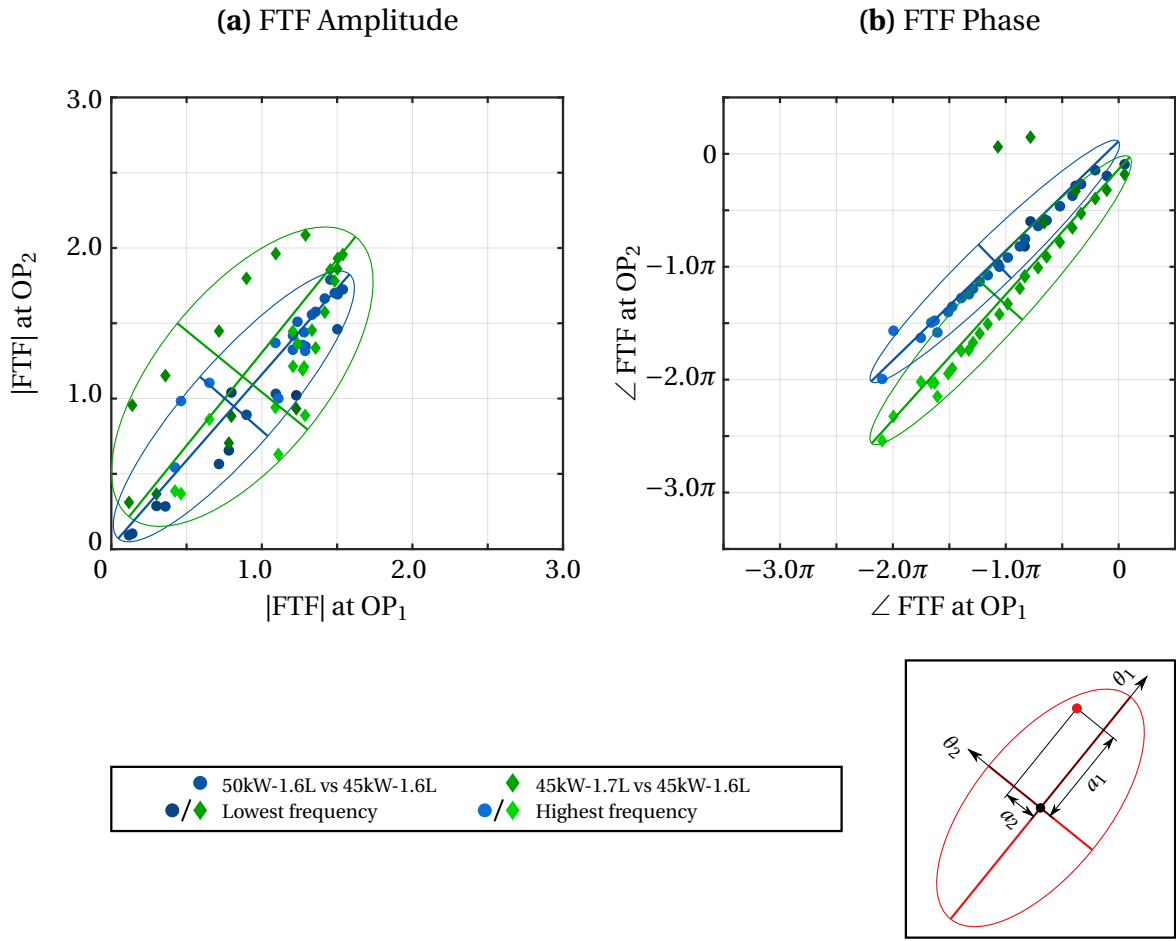 (a) FTF Amplitude
(b) FTF Phase
3.0
2.0
1.0
0
0
1.0
2.0
3.0
|FTF| at OP₂
|FTF| at OP₁
0
−1.0π
−2.0π
−3.0π
−3.0π
−2.0π
−1.0π
0
∠ FTF at OP₂
∠ FTF at OP₁
50kW-1.6L vs 45kW-1.6L
45kW-1.7L vs 45kW-1.6L
/ Lowest frequency
/ Highest frequency
θ₁
θ₂
a₁
a₂